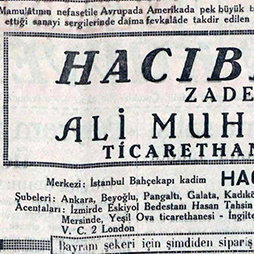 Mamulâtının nefasetile Avrupada Amerikada pek büyük
ettiği sanayi sergilerinde daima fevkalâde takdir edilen
HACIB
ZADE
ALİ MUH
TİCARETHAN
Merkezi: İstanbul Bahçekapı kadim HA
Şubeleri: Ankara, Beyoğlu, Pangaltı, Galata, Kadıkö
Acentaları: İzmirde Eskiyol Bedestanı Hasan Tahsin
Mersinde, Yeşil Ova ticarethanesi - İngilte
V. C. 2 London
Bayram şekeri için şimdiden sipariş